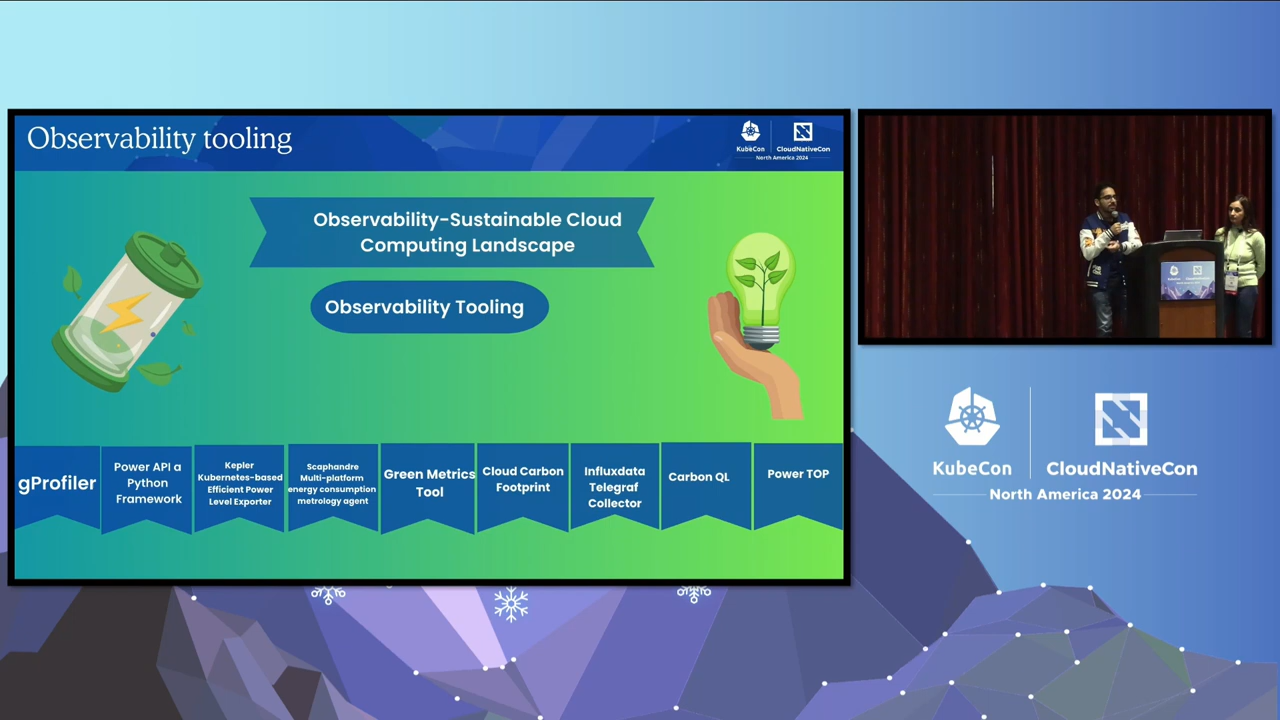 Observability tooling
KubeCon
CloudNativeCon
North America 2024
Observability-Sustainable Cloud
Computing Landscape
Observability Tooling
gProfiler
Power API a
Python
Framework
Kepler
Kubernetes-based
Efficient Power
Level Exporter
Scaphandre
Multi-platform
energy consumption
metrology agent
Green Metrics
Tool
Cloud Carbon
Footprint
Influxdata
Telegraf
Collector
Carbon QL
Power TOP
KubeCon
CloudNativeCon
North America 2024